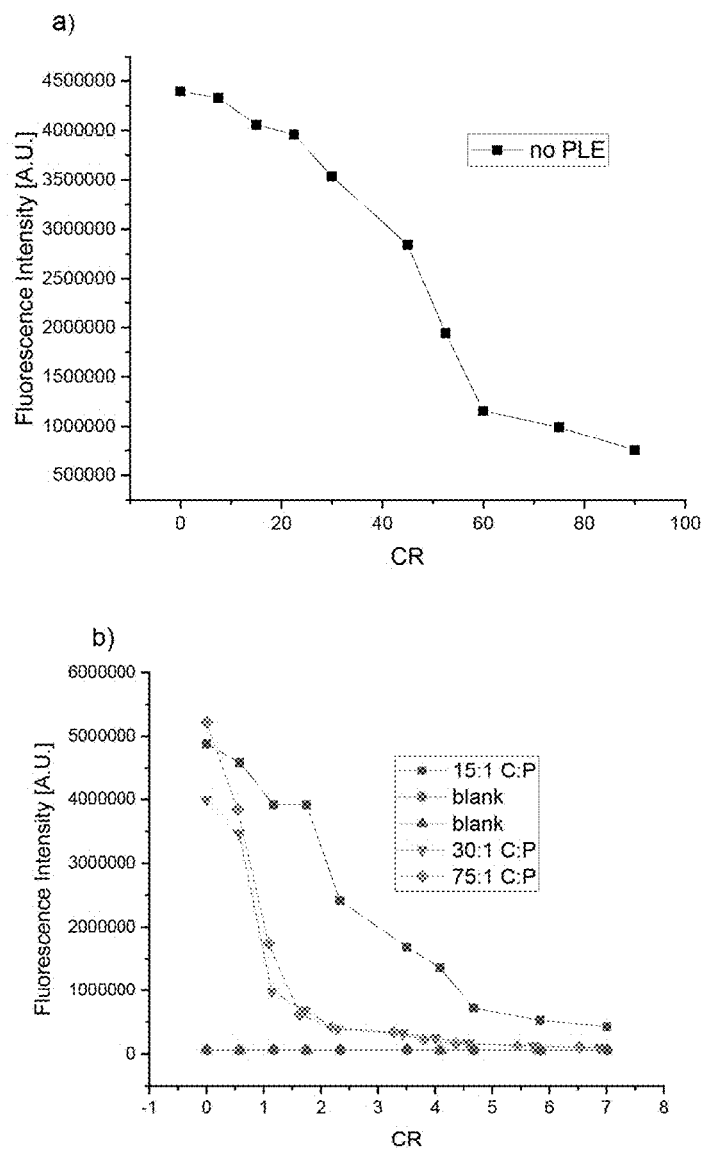 a)
4500000
4000000
3500000
3000000
2500000
2000000
1500000
1000000
500000
Fluorescence Intensity [A.U.]
no PLE
0 20 40 60 80 100
CR
b)
6000000
5000000
4000000
3000000
2000000
1000000
0
Fluorescence Intensity [A.U.]
15:1 C:P
blank
blank
30:1 C:P
75:1 C:P
-1 0 1 2 3 4 5 6 7 8
CR